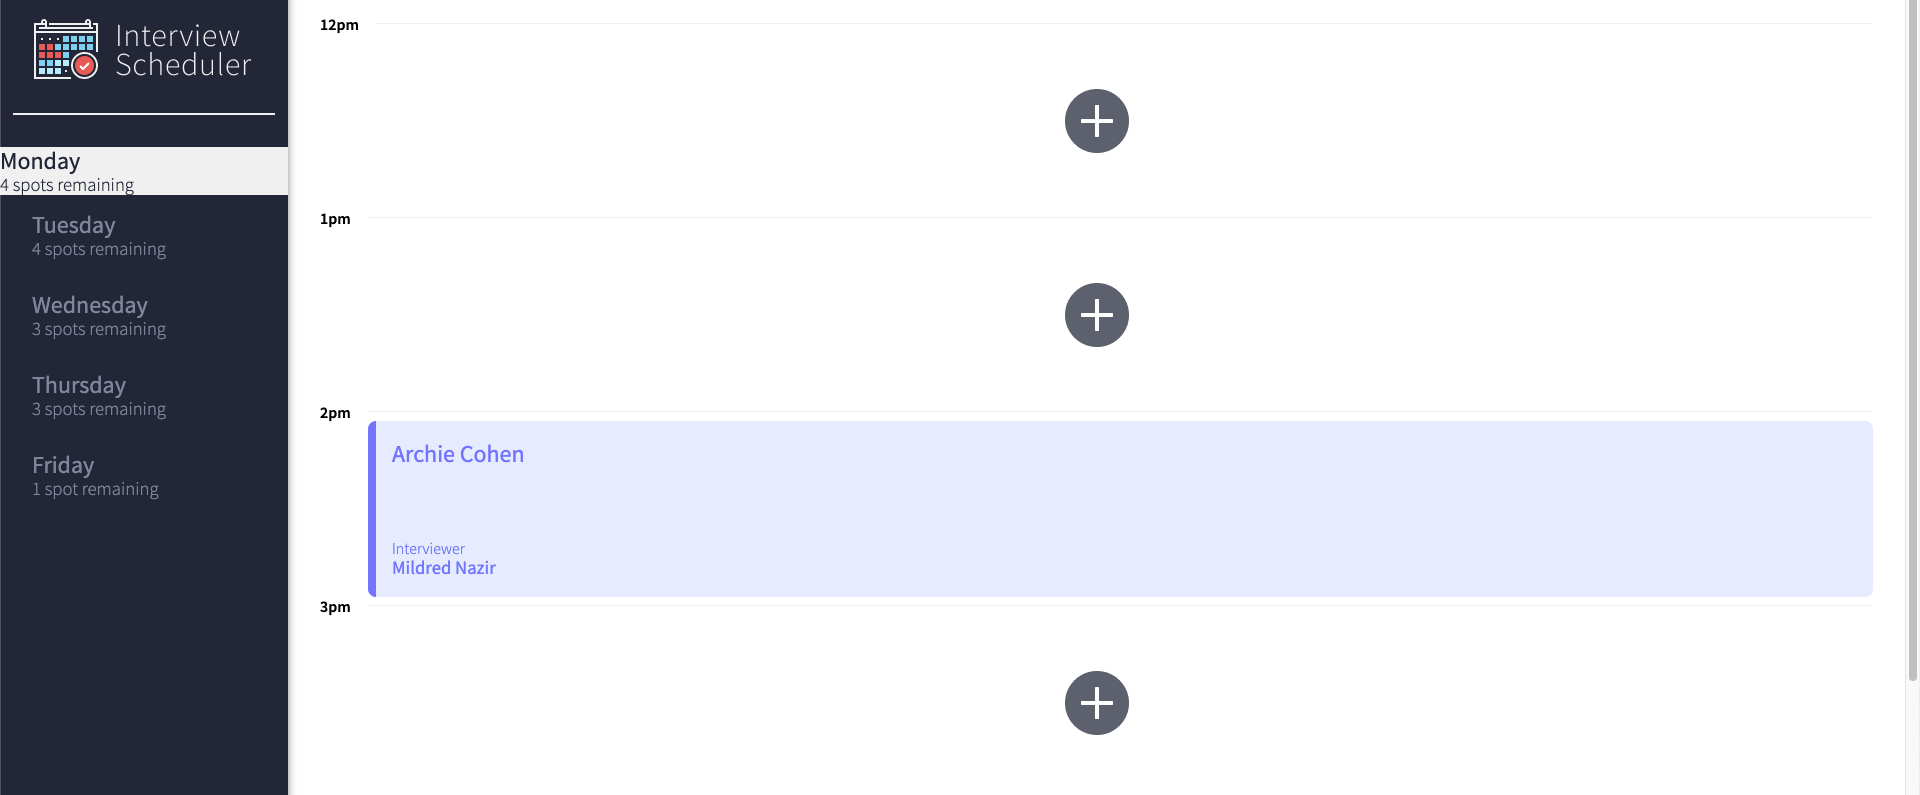 Interview
Scheduler
Monday
4 spots remaining
Tuesday
4 spots remaining
Wednesday
3 spots remaining
Thursday
3 spots remaining
Friday
1 spot remaining
12pm
1pm
2pm
Archie Cohen
Interviewer
Mildred Nazir
3pm